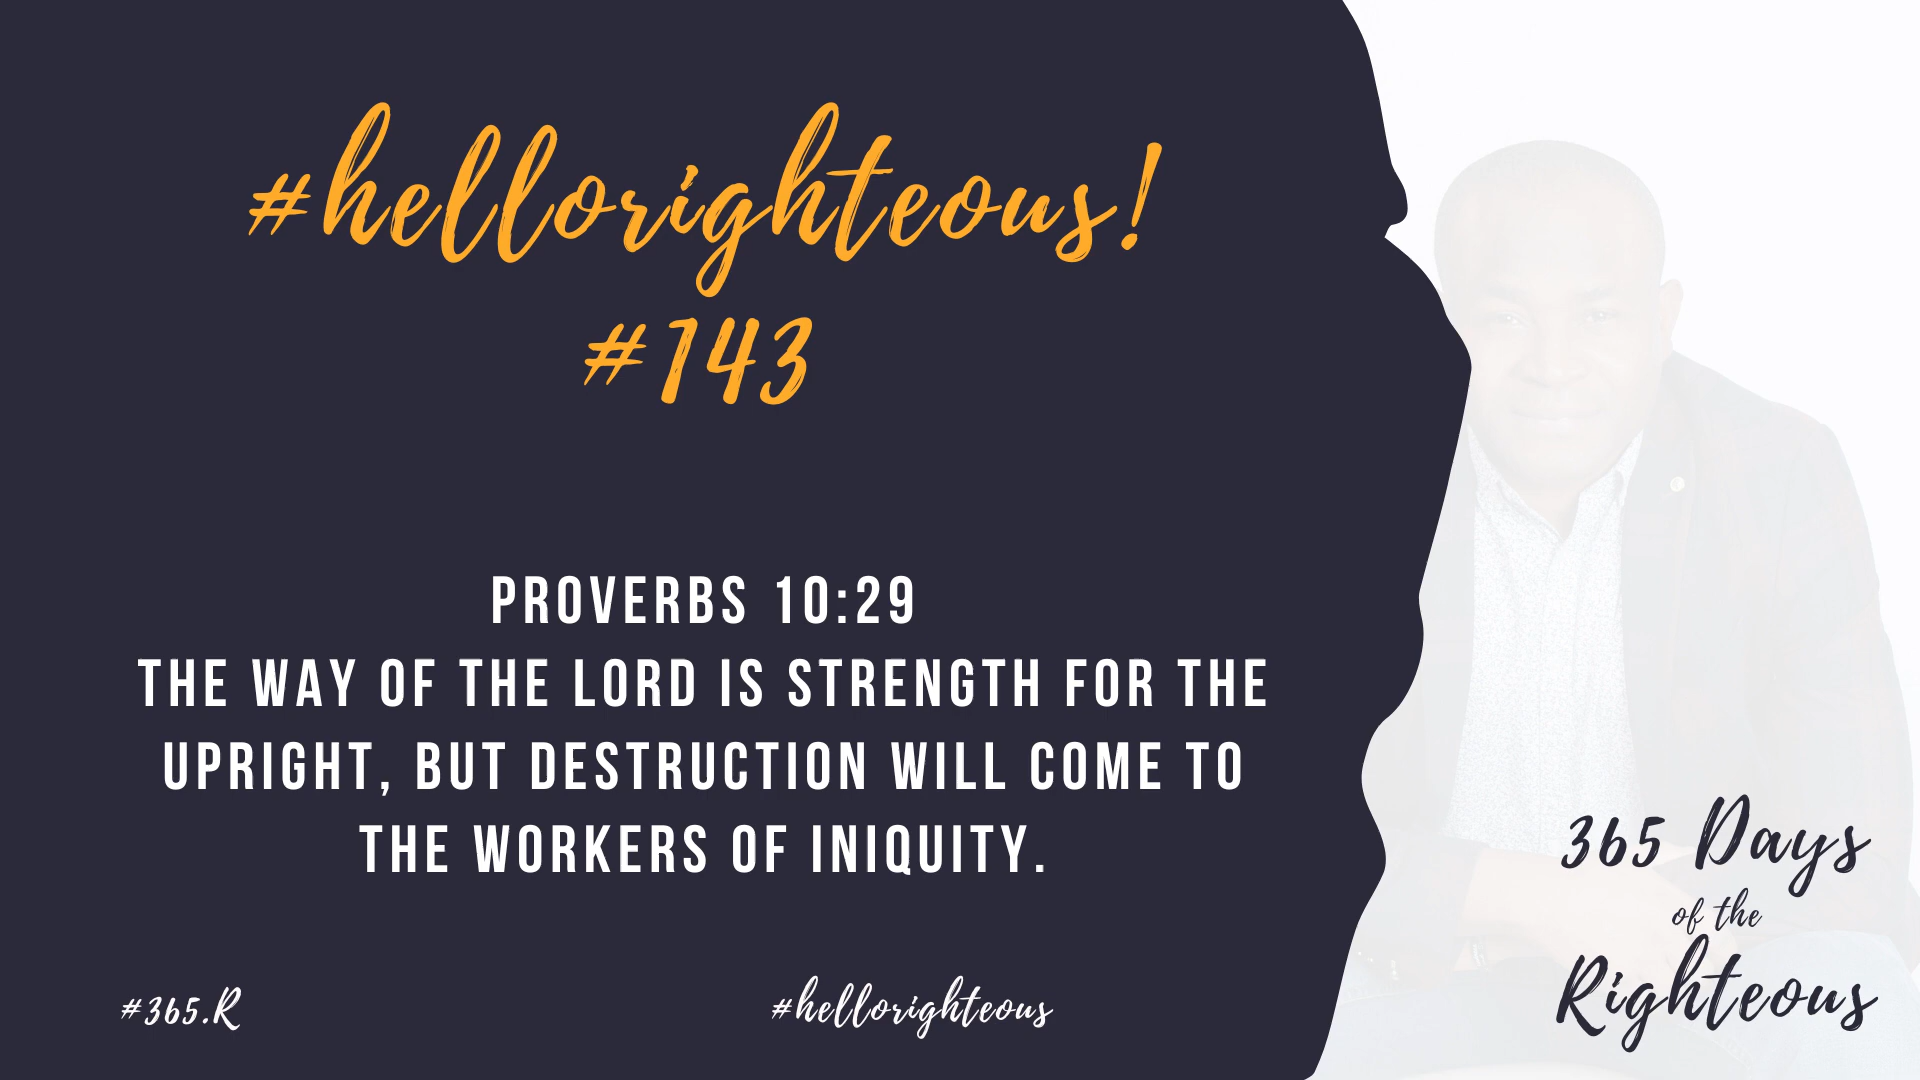 #hellorighteous!
#143
PROVERBS 10:29
THE WAY OF THE LORD IS STRENGTH FOR THE
UPRIGHT, BUT DESTRUCTION WILL COME TO
THE WORKERS OF INIQUITY.
#365.R
#hellorighteous
365 Days
of the
Righteous